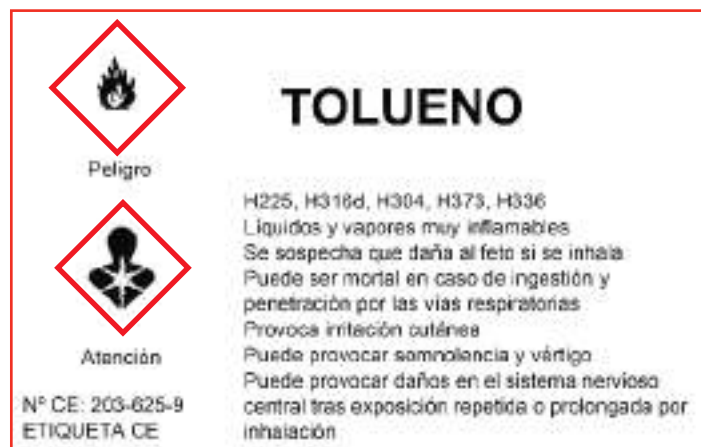 Peligro
TOLUENO
H225, H316d, H304, H373, H336
Líquidos y vapores muy inflamables
Se sospecha que daña al feto si se inhala
Puede ser mortal en caso de ingestión y
penetración por las vías respiratorias
Provoca irritación cutánea
Puede provocar somnolencia y vértigo
Puede provocar daños en el sistema nervioso
central tras exposición repetida o prolongada por
inhalación
Atención
Nº CE: 203-625-9
ETIQUETA CE